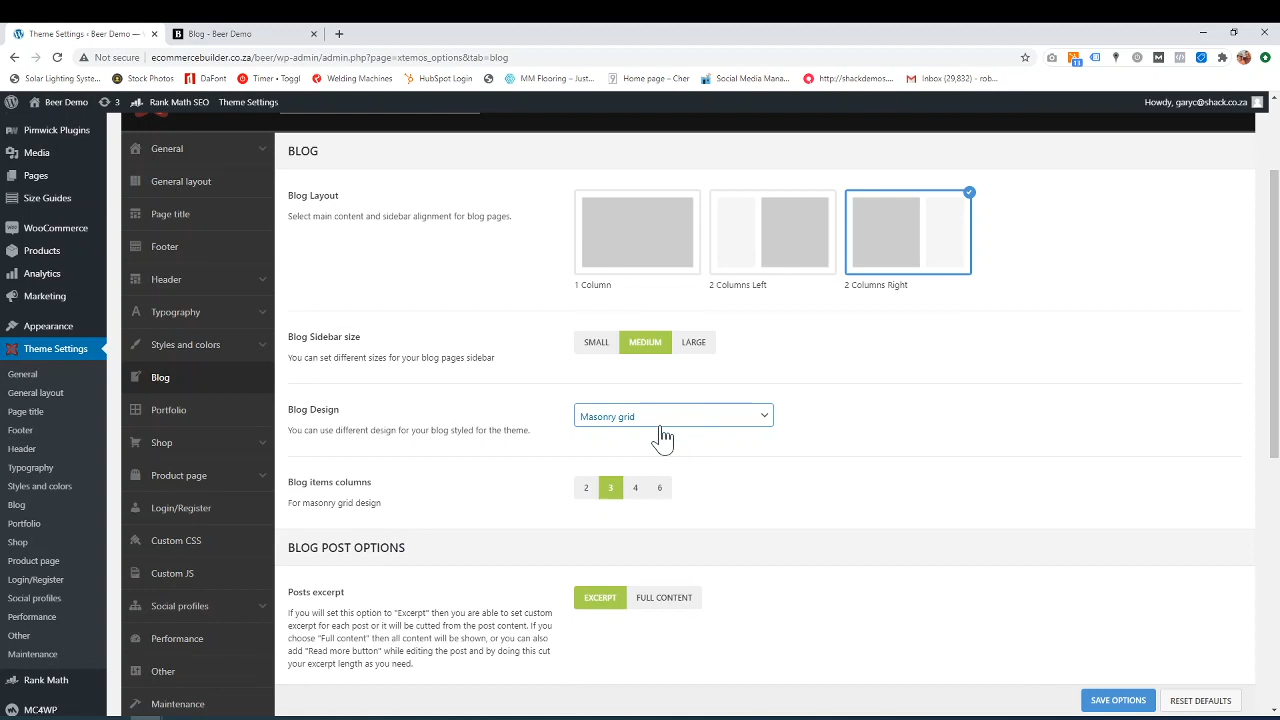 Theme Settings ‹ Beer Demo —
Blog - Beer Demo
Not secure
ecommercebuilder.co.za/beer/wp-admin/admin.php?page=xtemos_options&tab=blog
Solar Lighting Syste...
Stock Photos
DaFont
Timer • Toggl
Welding Machines
HubSpot Login
MM Flooring – Just...
Home page – Cher
Social Media Mana...
http://shackdemos...
Inbox (29,832) - rob...
Beer Demo
3
Rank Math SEO
Theme Settings
Howdy, garyc@shack.co.za
Pimwick Plugins
Media
Pages
Size Guides
WooCommerce
Products
Analytics
Marketing
Appearance
Theme Settings
General
General layout
Page title
Footer
Header
Typography
Styles and colors
Blog
Portfolio
Shop
Product page
Login/Register
Social profiles
Performance
Other
Maintenance
Rank Math
MC4WP
General
General layout
Page title
Footer
Header
Typography
Styles and colors
Blog
Portfolio
Shop
Product page
Login/Register
Custom CSS
Custom JS
Social profiles
Performance
Other
Maintenance
BLOG
Blog Layout
Select main content and sidebar alignment for blog pages.
1 Column
2 Columns Left
2 Columns Right
Blog Sidebar size
You can set different sizes for your blog pages sidebar
SMALL
MEDIUM
LARGE
Blog Design
You can use different design for your blog styled for the theme.
Masonry grid
Blog items columns
For masonry grid design
2
3
4
6
BLOG POST OPTIONS
Posts excerpt
If you will set this option to "Excerpt" then you are able to set custom
excerpt for each post or it will be cutted from the post content. If you
choose "Full content" then all content will be shown, or you can also
add "Read more button" while editing the post and by doing this cut
your excerpt length as you need.
EXCERPT
FULL CONTENT
SAVE OPTIONS
RESET DEFAULTS